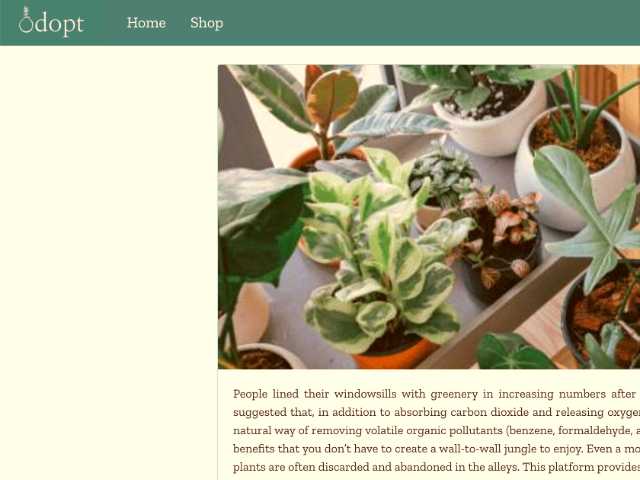 Odopt
Home
Shop
People lined their windowsills with greenery in increasing numbers after
suggested that, in addition to absorbing carbon dioxide and releasing
natural way of removing volatile organic pollutants (benzene, formaldehyde,
benefits that you don't have to create a wall-to-wall jungle to enjoy. Even a
plants are often discarded and abandoned in the alleys. This platform provides